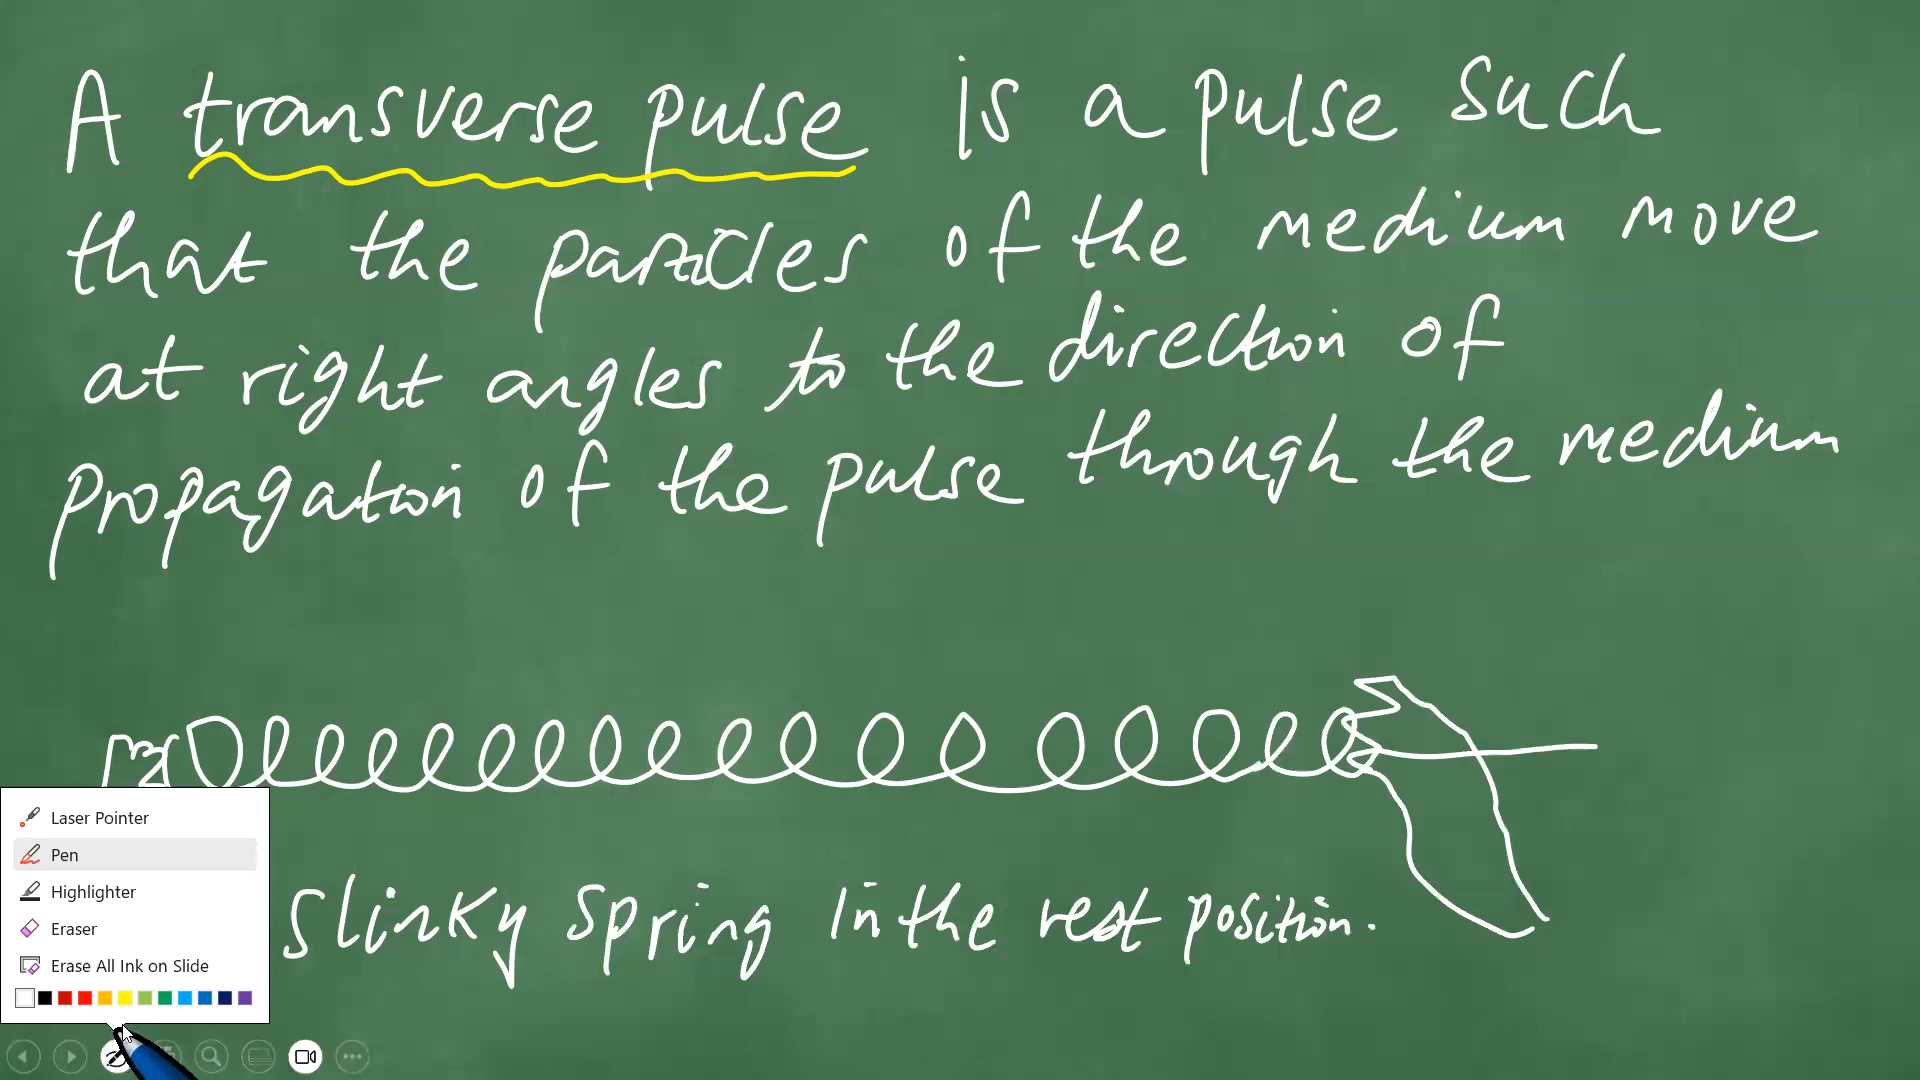 A transverse pulse is a pulse such
that the particles of the medium move
at right angles to the direction of
propagation of the pulse through the medium
Laser Pointer
Pen
Highlighter
Eraser
Erase All Ink on Slide
Slinky spring in the rest position.